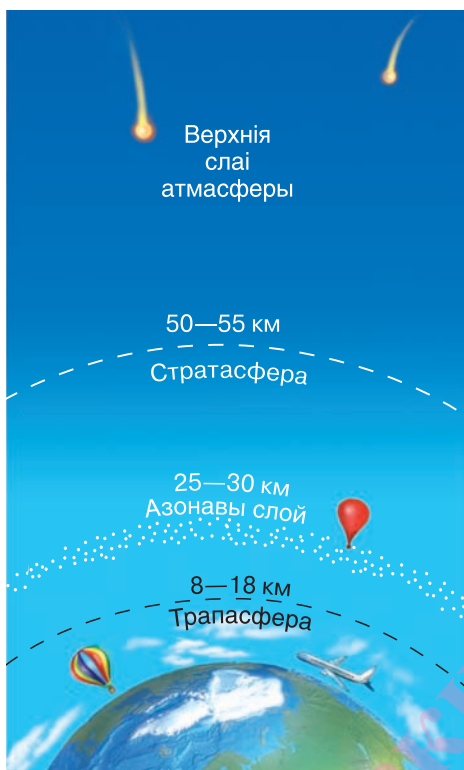 Верхнія
слаі
атмасферы
50—55 км
Стратасфера
25—30 км
Азонавы слой
8—18 км
Трапасфера